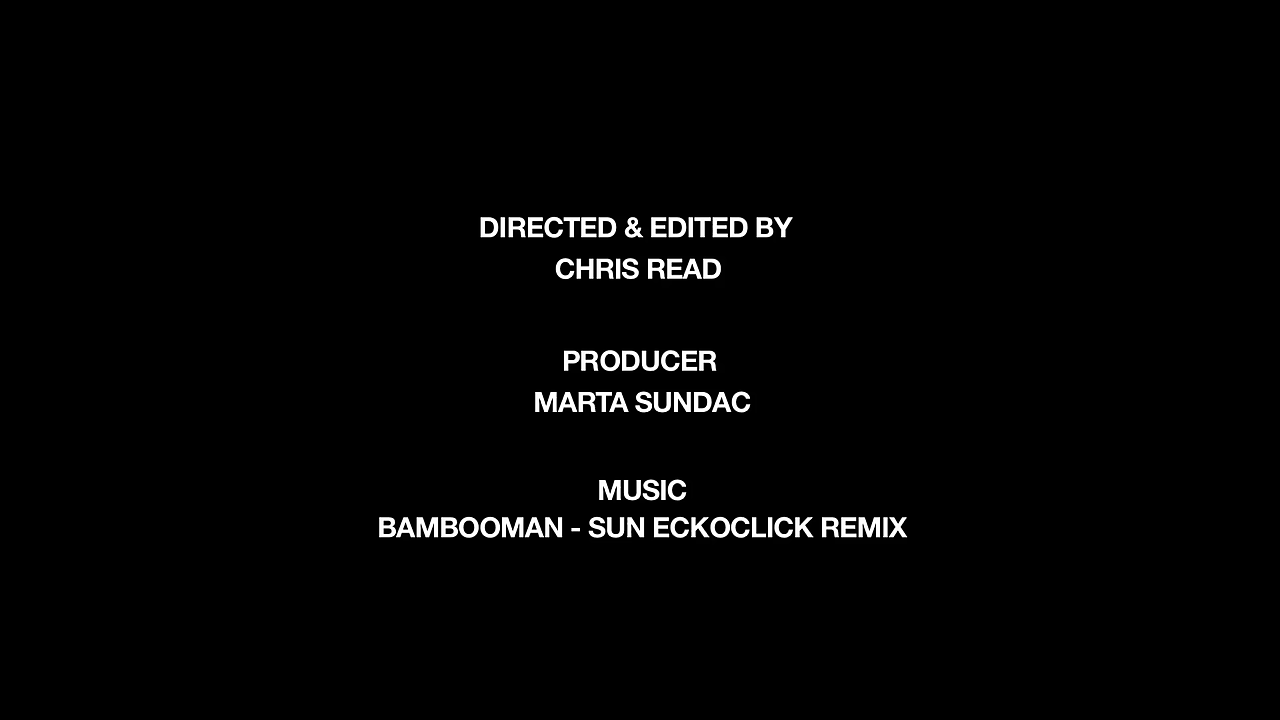 DIRECTED & EDITED BY
CHRIS READ
PRODUCER
MARTA SUNDAC
MUSIC
BAMBOOMAN - SUN ECKOCLICK REMIX